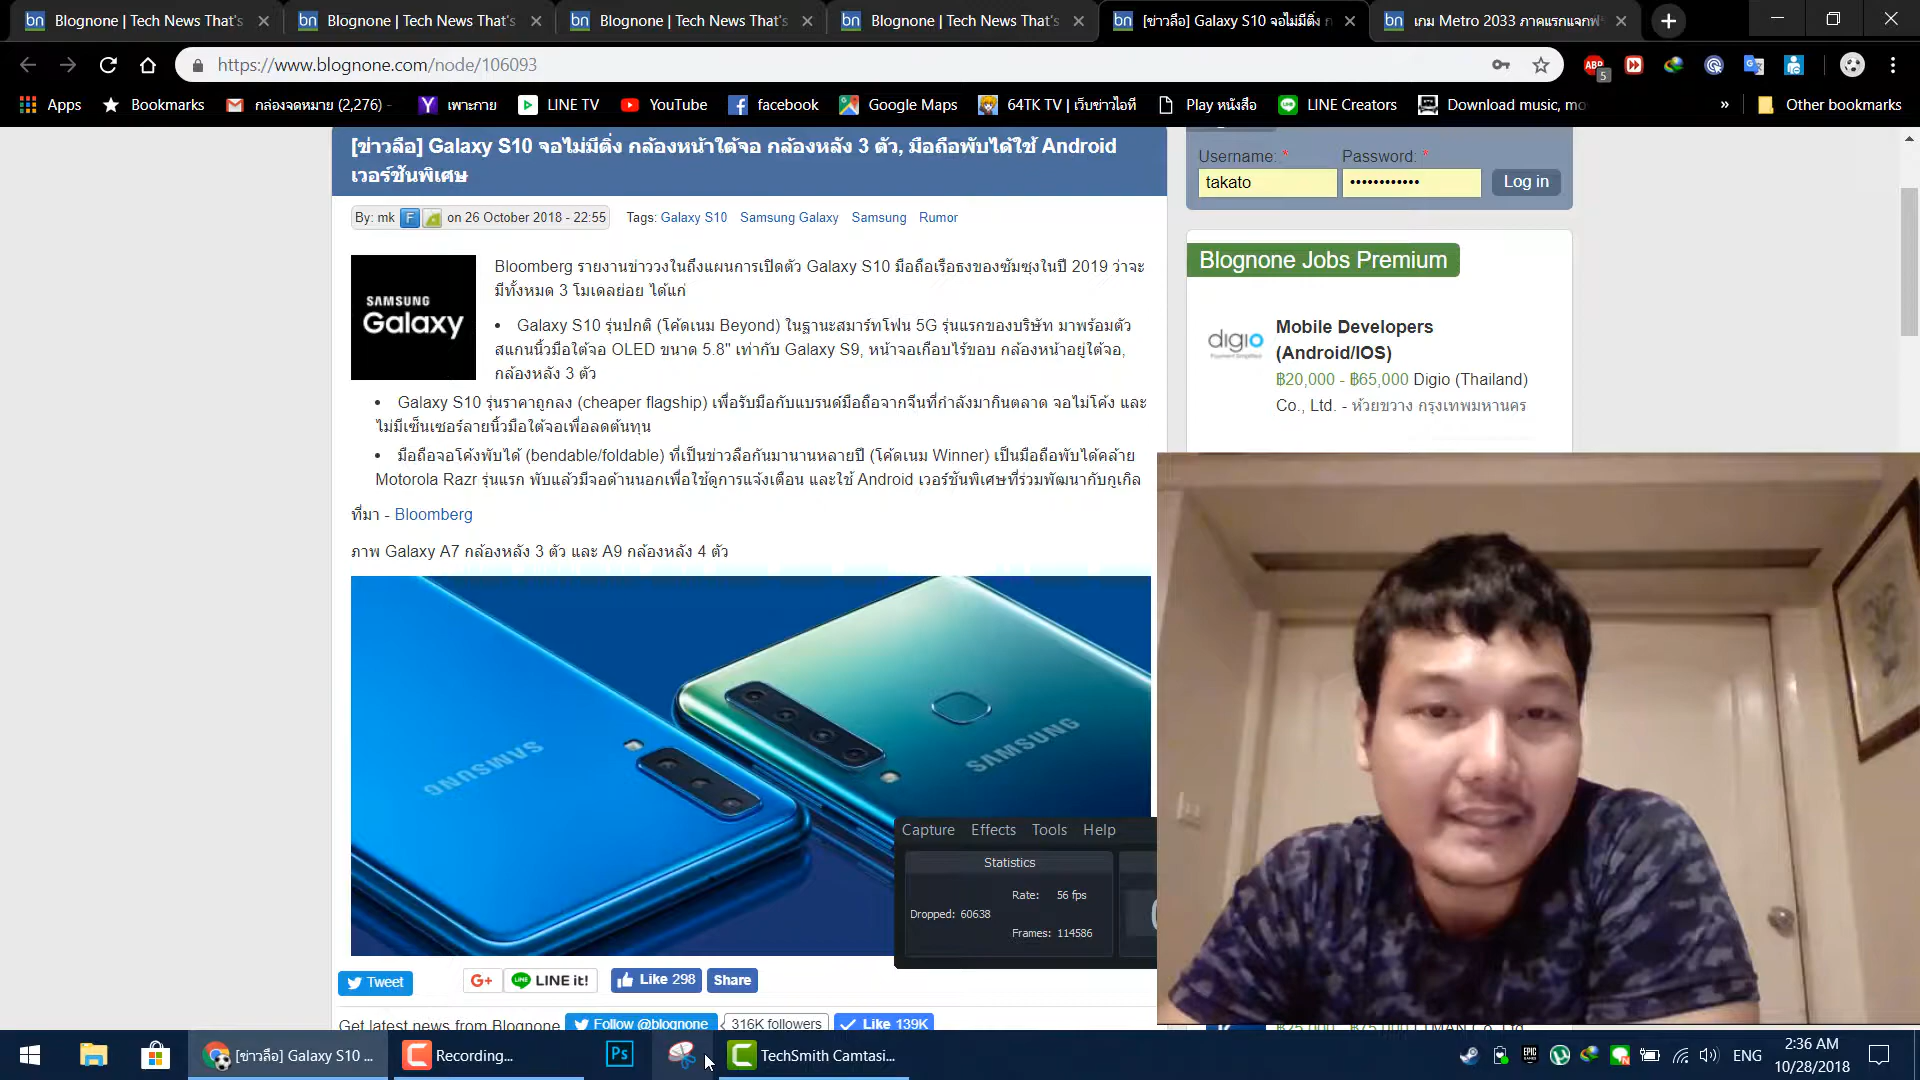 Blognone | Tech News That's
Blognone | Tech News That's
Blognone | Tech News That's
Blognone | Tech News That's
[ข่าวลือ] Galaxy S10 จอไม่มีติ่ง ก
เกม Metro 2033 ภาคแรกแจกฟรี
https://www.blognone.com/node/106093
ABP
5
Apps
Bookmarks
กล่องจดหมาย (2,276) -
เพาะกาย
LINE TV
YouTube
facebook
Google Maps
64TK TV | เว็บข่าวไอที
Play หนังสือ
LINE Creators
Download music, mo
»
Other bookmarks
[ข่าวลือ] Galaxy S10 จอไม่มีติ่ง กล้องหน้าใต้จอ กล้องหลัง 3 ตัว, มือถือพับได้ใช้ Android
เวอร์ชันพิเศษ
By: mk F on 26 October 2018 - 22:55
Tags: Galaxy S10 Samsung Galaxy Samsung Rumor
SAMSUNG
Galaxy
Bloomberg รายงานข่าววงในถึงแผนการเปิดตัว Galaxy S10 มือถือเรือธงของซัมซุงในปี 2019 ว่าจะ
มีทั้งหมด 3 โมเดลย่อย ได้แก่
• Galaxy S10 รุ่นปกติ (โค้ดเนม Beyond) ในฐานะสมาร์ทโฟน 5G รุ่นแรกของบริษัท มาพร้อมตัว
สแกนนิ้วมือใต้จอ OLED ขนาด 5.8" เท่ากับ Galaxy S9, หน้าจอเกือบไร้ขอบ กล้องหน้าอยู่ใต้จอ,
กล้องหลัง 3 ตัว
• Galaxy S10 รุ่นราคาถูกลง (cheaper flagship) เพื่อรับมือกับแบรนด์มือถือจากจีนที่กำลังมากินตลาด จอไม่โค้ง และ
ไม่มีเซ็นเซอร์ลายนิ้วมือใต้จอเพื่อลดต้นทุน
• มือถือจอโค้งพับได้ (bendable/foldable) ที่เป็นข่าวลือกันมานานหลายปี (โค้ดเนม Winner) เป็นมือถือพับได้คล้าย
Motorola Razr รุ่นแรก พับแล้วมีจอด้านนอกเพื่อใช้ดูการแจ้งเตือน และใช้ Android เวอร์ชันพิเศษที่ร่วมพัฒนากับกูเกิล
ที่มา - Bloomberg
ภาพ Galaxy A7 กล้องหลัง 3 ตัว และ A9 กล้องหลัง 4 ตัว
SAMSUNG
SAMSUNG
Tweet
G+
LINE it!
Like 298
Share
Get latest news from Blognone
Follow @blognone
316K followers
Like 139K
Username: *
Password: *
takato
••••••••••••
Log in
Blognone Jobs Premium
digio
Mobile Developers
(Android/IOS)
฿20,000 - ฿65,000 Digio (Thailand)
Co., Ltd. - ห้วยขวาง กรุงเทพมหานคร
Capture Effects Tools Help
Statistics
Rate: 56 fps
Dropped: 60638
Frames: 114586
[ข่าวลือ] Galaxy S10 ...
Recording...
Ps
TechSmith Camtasi...
ENG
2:36 AM
10/28/2018